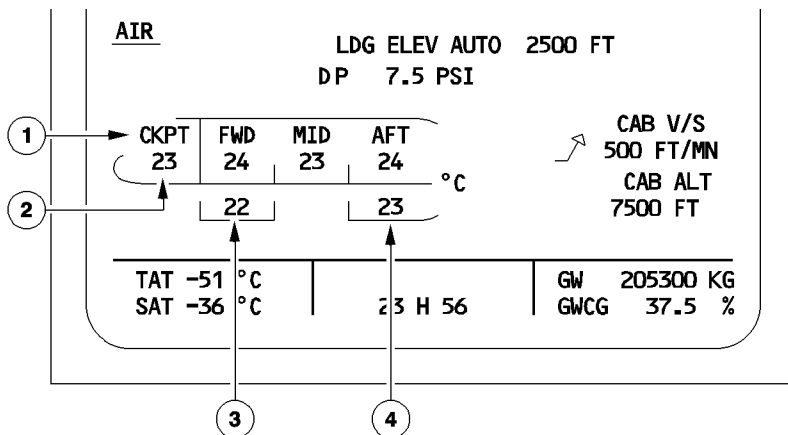 AIR
LDG ELEV AUTO 2500 FT
DP 7.5 PSI
1 CKPT FWD MID AFT
23 24 23 24 °C
2 22 23
CAB V/S
500 FT/MN
CAB ALT
7500 FT
TAT -51 °C
SAT -36 °C
23 H 56
GW 205300 KG
GWCG 37.5 %
3 4